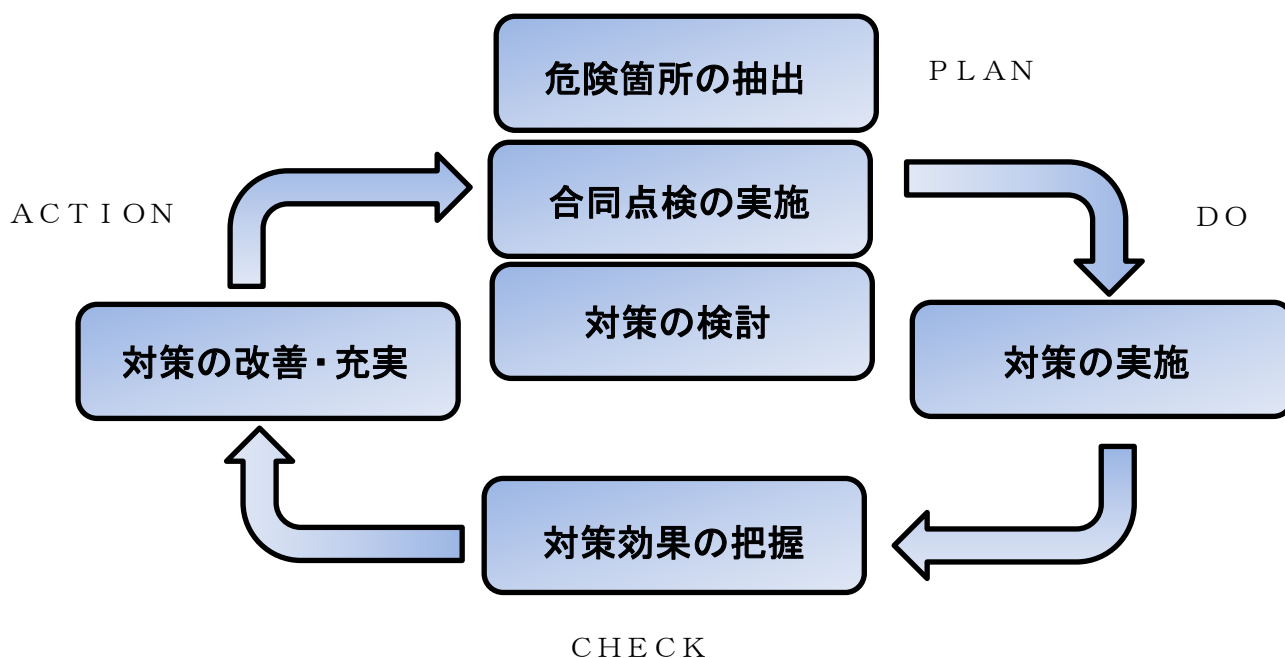 危険箇所の抽出
ＰＬＡＮ
合同点検の実施
ＡＣＴＩＯＮ
ＤＯ
対策の検討
対策の改善・充実
対策の実施
対策効果の把握
ＣＨＥＣＫ